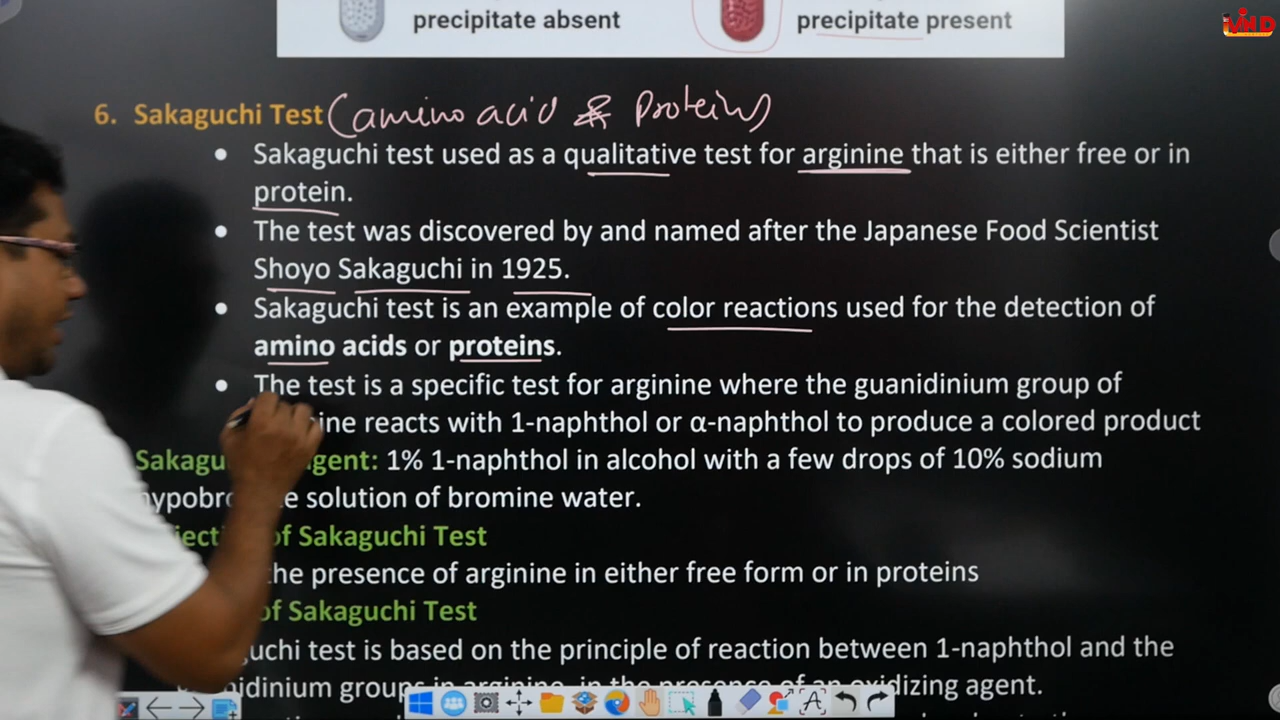 precipitate absent
precipitate present
6. Sakaguchi Test (amino acid & Proteins)
• Sakaguchi test used as a qualitative test for arginine that is either free or in
protein.
• The test was discovered by and named after the Japanese Food Scientist
Shoyo Sakaguchi in 1925.
• Sakaguchi test is an example of color reactions used for the detection of
amino acids or proteins.
• The test is a specific test for arginine where the guanidinium group of
ine reacts with 1-naphthol or α-naphthol to produce a colored product
Sakagu gent: 1% 1-naphthol in alcohol with a few drops of 10% sodium
hypobro e solution of bromine water.
jecti of Sakaguchi Test
the presence of arginine in either free form or in proteins
of Sakaguchi Test
guchi test is based on the principle of reaction between 1-naphthol and the
nidinium groups in arginine, in the presence of an oxidizing agent.